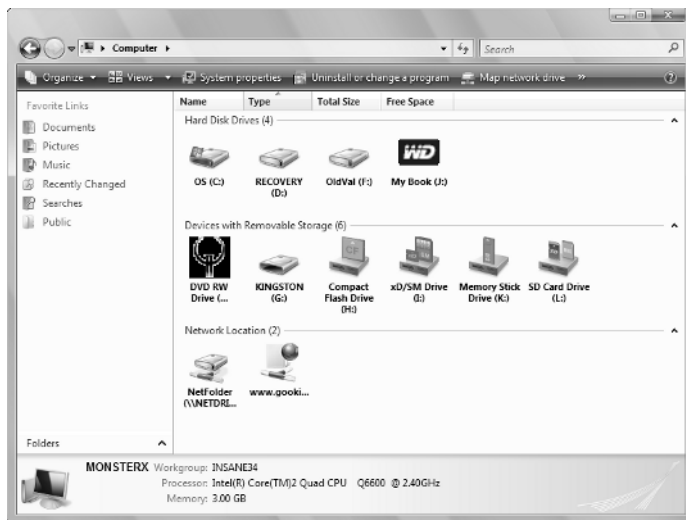 Computer
Search
Organize Views System properties Uninstall or change a program Map network drive »
Favorite Links
Documents
Pictures
Music
Recently Changed
Searches
Public
Folders
Name Type Total Size Free Space
Hard Disk Drives (4)
OS (C:)
RECOVERY
(D:)
OldVal (F:)
WD
My Book (J:)
Devices with Removable Storage (6)
DVD RW
Drive (...
KINGSTON
(G:)
CF
Compact
Flash Drive
(H:)
xD/SM Drive
(I:)
Memory Stick
Drive (K:)
SD Card Drive
(L:)
Network Location (2)
NetFolder
(\\NETDRI...
www.gooki...
MONSTERX Workgroup: INSANE34
Processor: Intel(R) Core(TM)2 Quad CPU Q6600 @ 2.40GHz
Memory: 3.00 GB